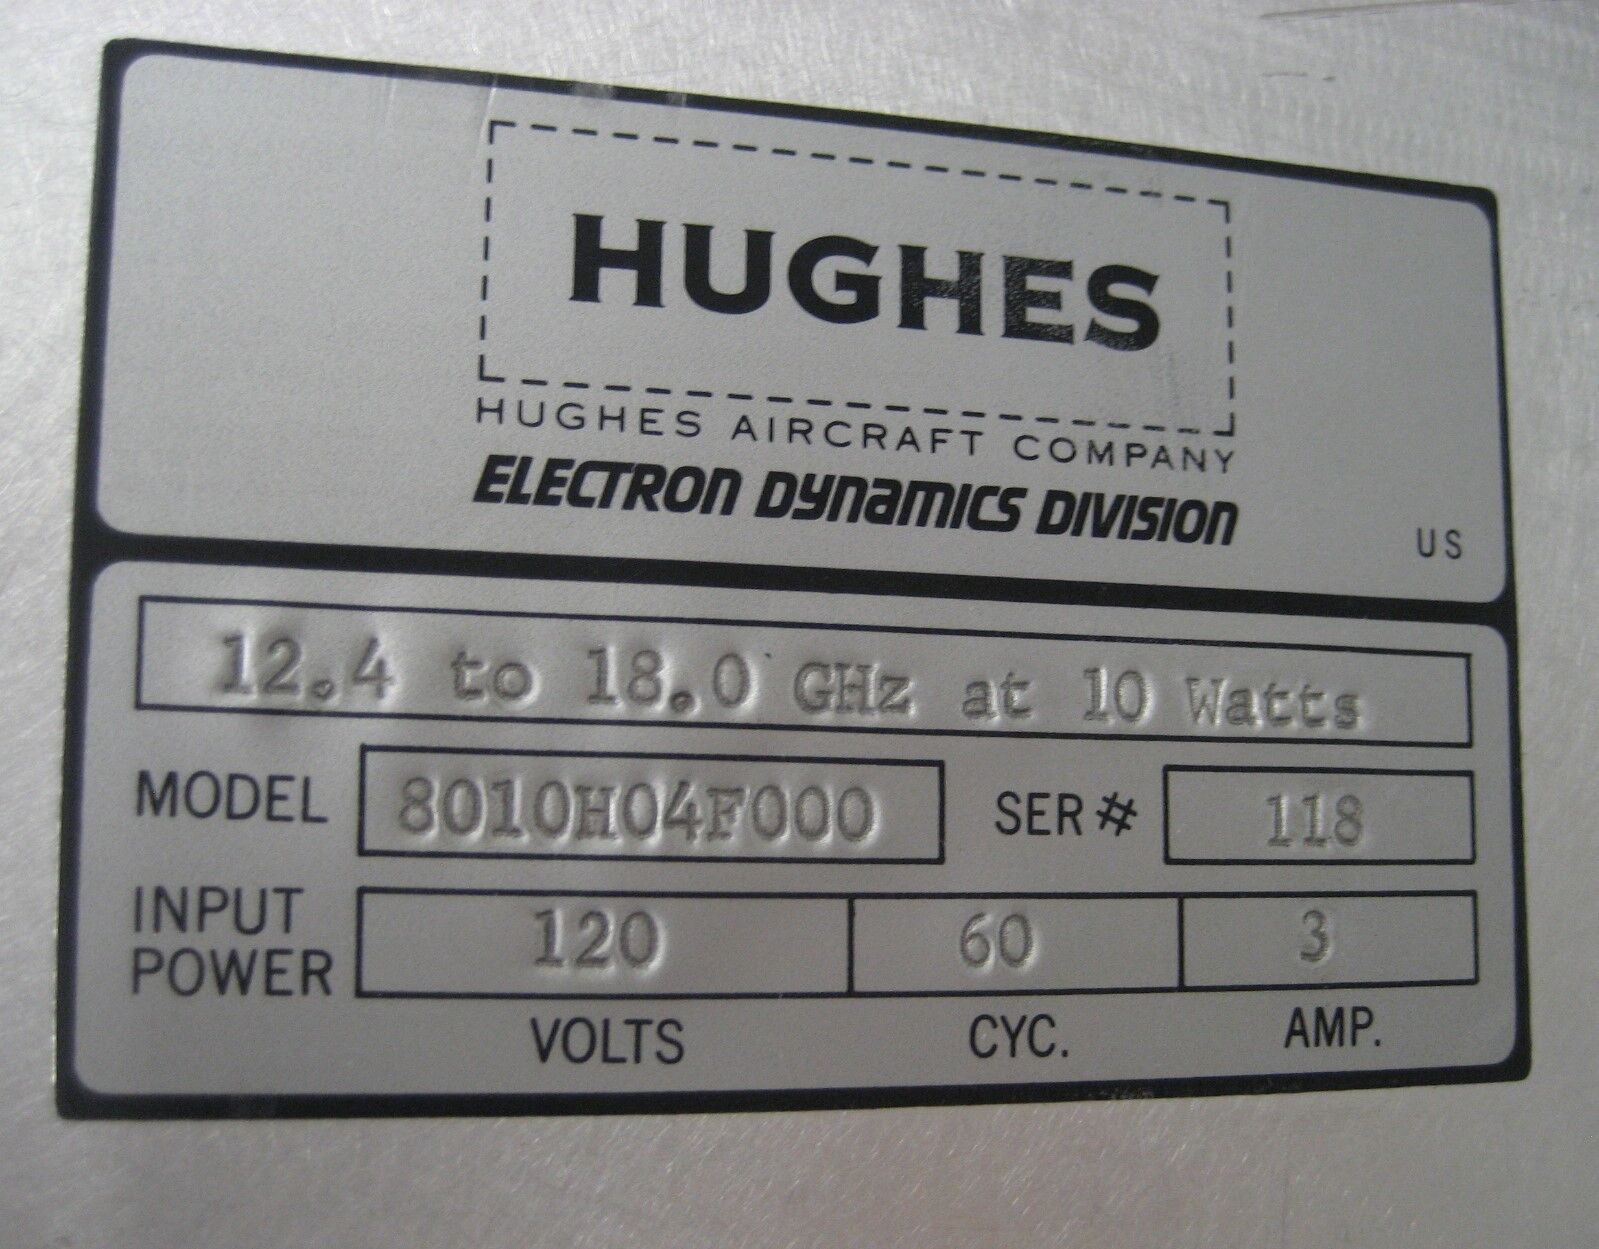 HUGHES
HUGHES AIRCRAFT COMPANY
ELECTRON DYNAMICS DIVISION
US
12.4 to 18.0 GHz at 10 Watts
MODEL 8010H04F000 SER # 118
INPUT POWER 120 60 3
VOLTS CYC. AMP.